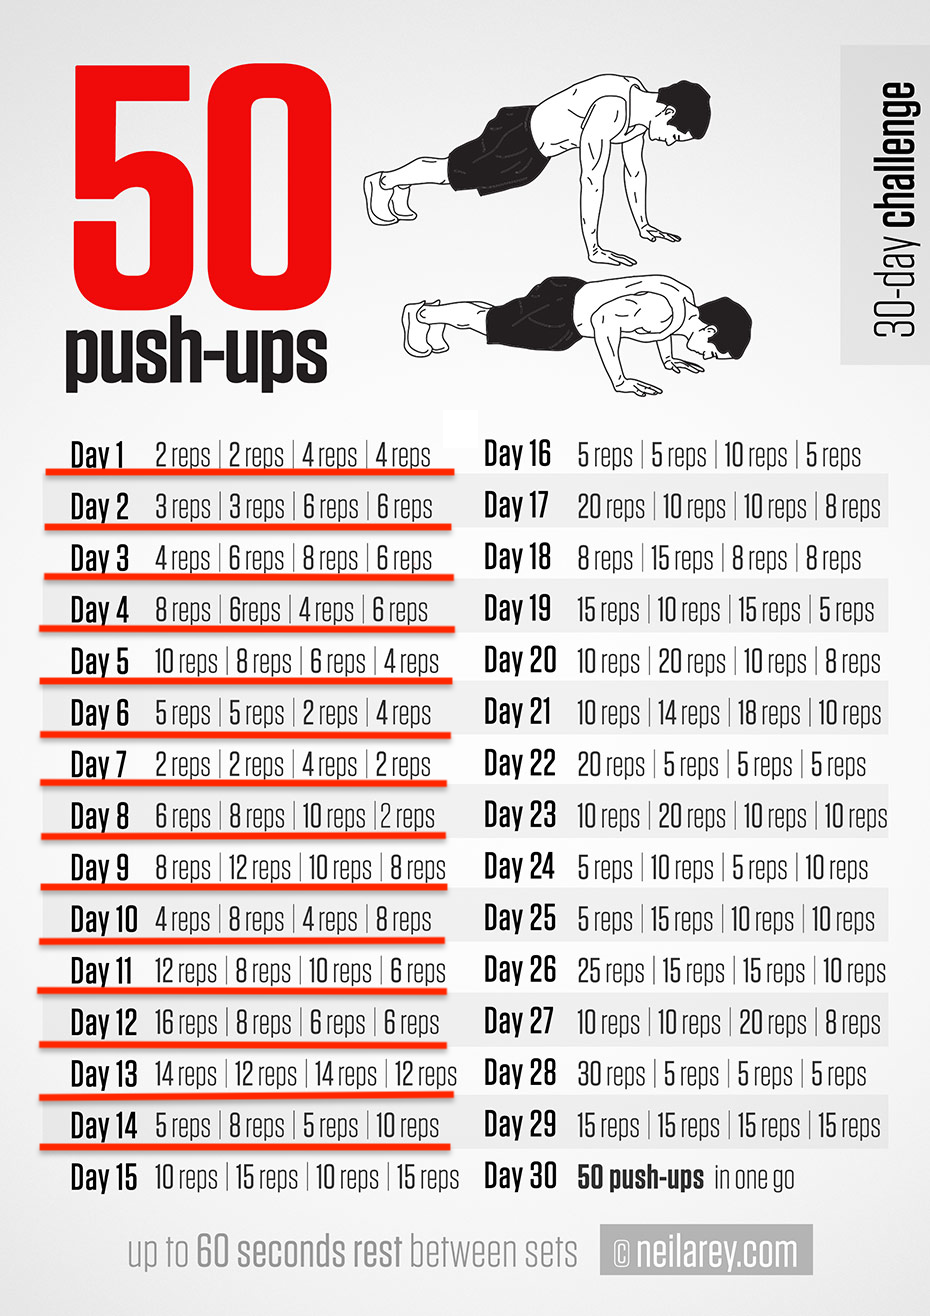 50
push-ups
30-day challenge
Day 1 2 reps | 2 reps | 4 reps | 4 reps
Day 2 3 reps | 3 reps | 6 reps | 6 reps
Day 3 4 reps | 6 reps | 8 reps | 6 reps
Day 4 8 reps | 6reps | 4 reps | 6 reps
Day 5 10 reps | 8 reps | 6 reps | 4 reps
Day 6 5 reps | 5 reps | 2 reps | 4 reps
Day 7 2 reps | 2 reps | 4 reps | 2 reps
Day 8 6 reps | 8 reps | 10 reps | 2 reps
Day 9 8 reps | 12 reps | 10 reps | 8 reps
Day 10 4 reps | 8 reps | 4 reps | 8 reps
Day 11 12 reps | 8 reps | 10 reps | 6 reps
Day 12 16 reps | 8 reps | 6 reps | 6 reps
Day 13 14 reps | 12 reps | 14 reps | 12 reps
Day 14 5 reps | 8 reps | 5 reps | 10 reps
Day 15 10 reps | 15 reps | 10 reps | 15 reps
Day 16 5 reps | 5 reps | 10 reps | 5 reps
Day 17 20 reps | 10 reps | 10 reps | 8 reps
Day 18 8 reps | 15 reps | 8 reps | 8 reps
Day 19 15 reps | 10 reps | 15 reps | 5 reps
Day 20 10 reps | 20 reps | 10 reps | 8 reps
Day 21 10 reps | 14 reps | 18 reps | 10 reps
Day 22 20 reps | 5 reps | 5 reps | 5 reps
Day 23 10 reps | 20 reps | 10 reps | 10 reps
Day 24 5 reps | 10 reps | 5 reps | 10 reps
Day 25 5 reps | 15 reps | 10 reps | 10 reps
Day 26 25 reps | 15 reps | 15 reps | 10 reps
Day 27 10 reps | 10 reps | 20 reps | 8 reps
Day 28 30 reps | 5 reps | 5 reps | 5 reps
Day 29 15 reps | 15 reps | 15 reps | 15 reps
Day 30 50 push-ups in one go
up to 60 seconds rest between sets
© neilarey.com